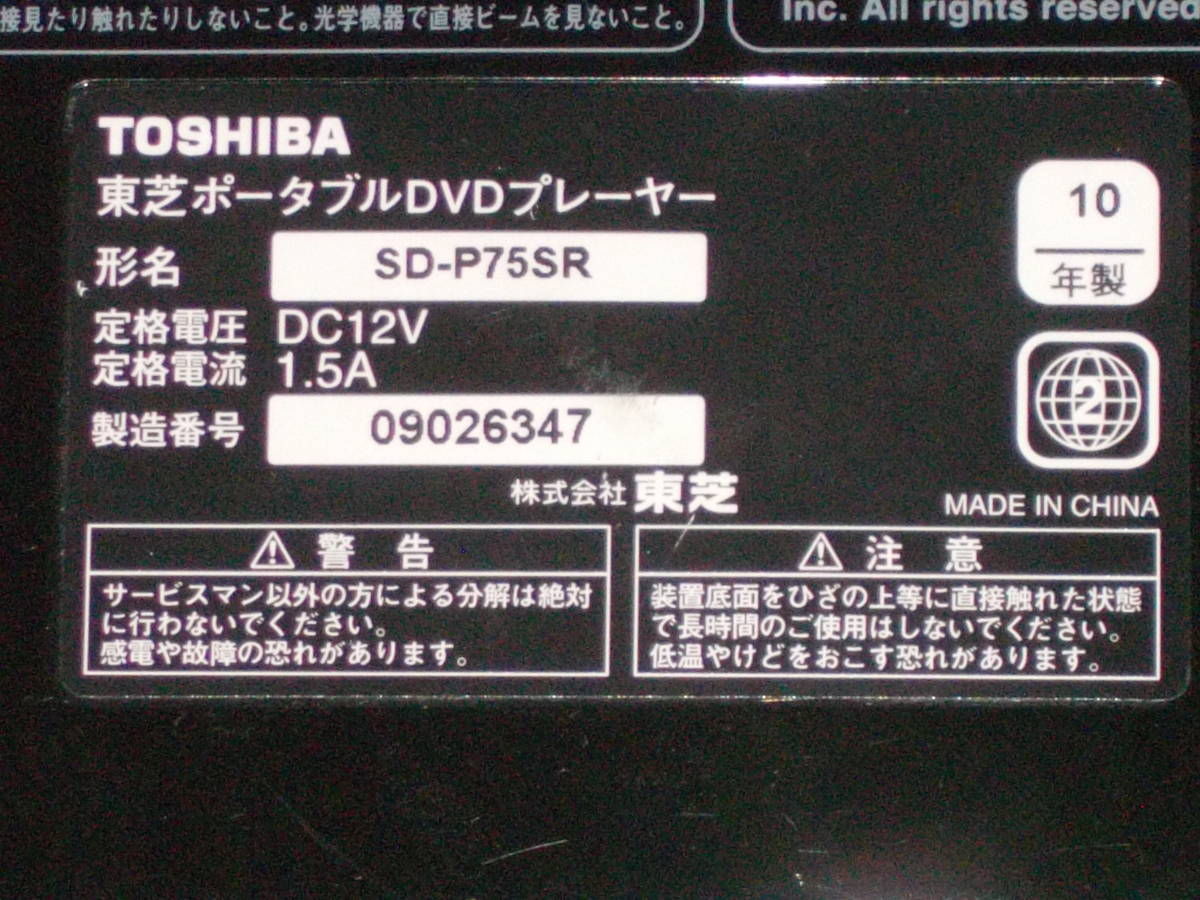 接見たり触れたりしないこと。光学機器で直接ビームを見ないこと。
Inc. All rights reserved
TOSHIBA
東芝ポータブルDVDプレーヤー
形名 SD-P75SR
定格電圧 DC12V
定格電流 1.5A
製造番号 09026347
株式会社 東芝
10
年製
2
MADE IN CHINA
警 告
サービスマン以外の方による分解は絶対
に行わないでください。
感電や故障の恐れがあります。
注 意
装置底面をひざの上等に直接触れた状態
で長時間のご使用はしないでください。
低温やけどをおこす恐れがあります。